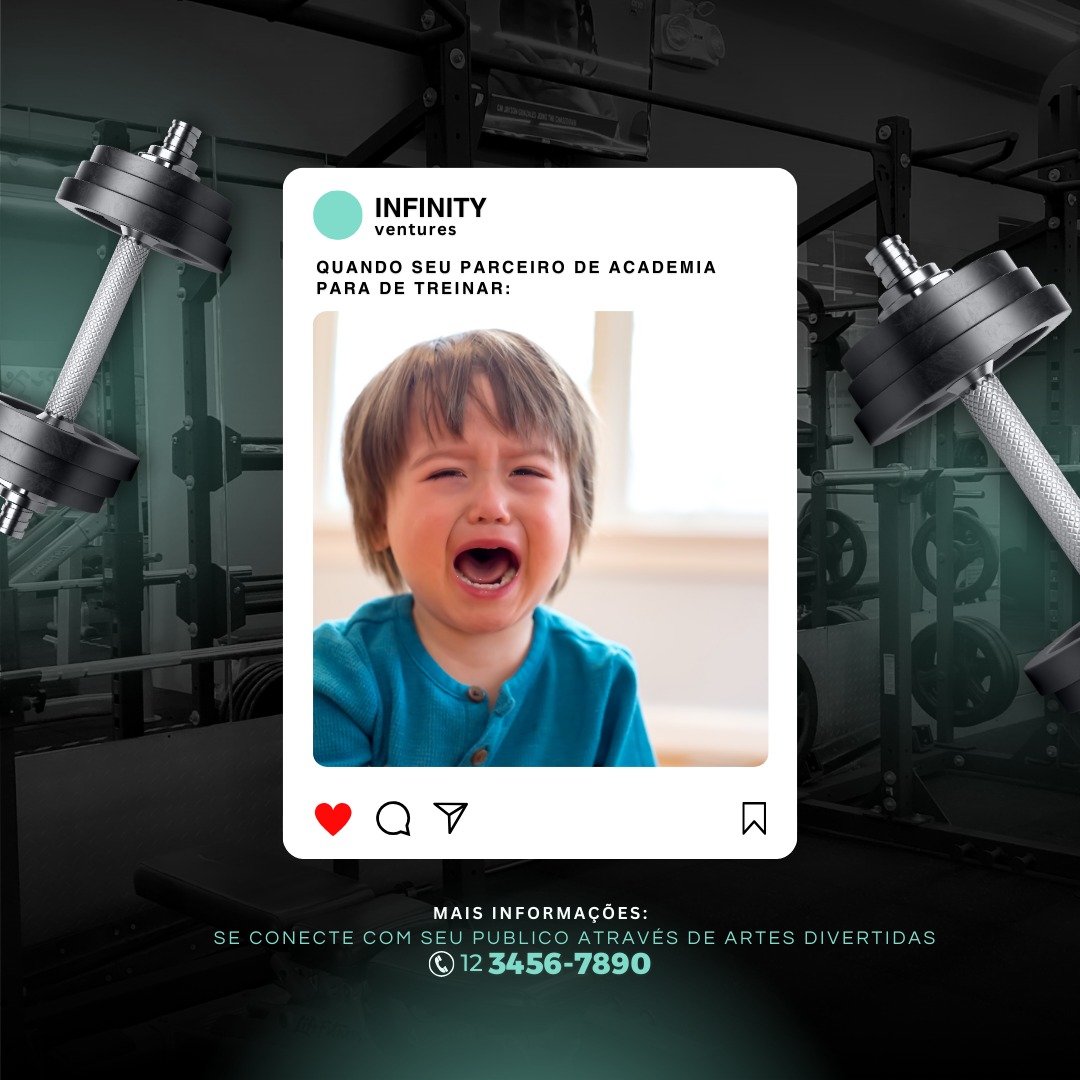 INFINITY
ventures
QUANDO SEU PARCEIRO DE ACADEMIA
PARA DE TREINAR:
MAIS INFORMAÇÕES:
SE CONECTE COM SEU PUBLICO ATRAVÉS DE ARTES DIVERTIDAS
12 3456-7890